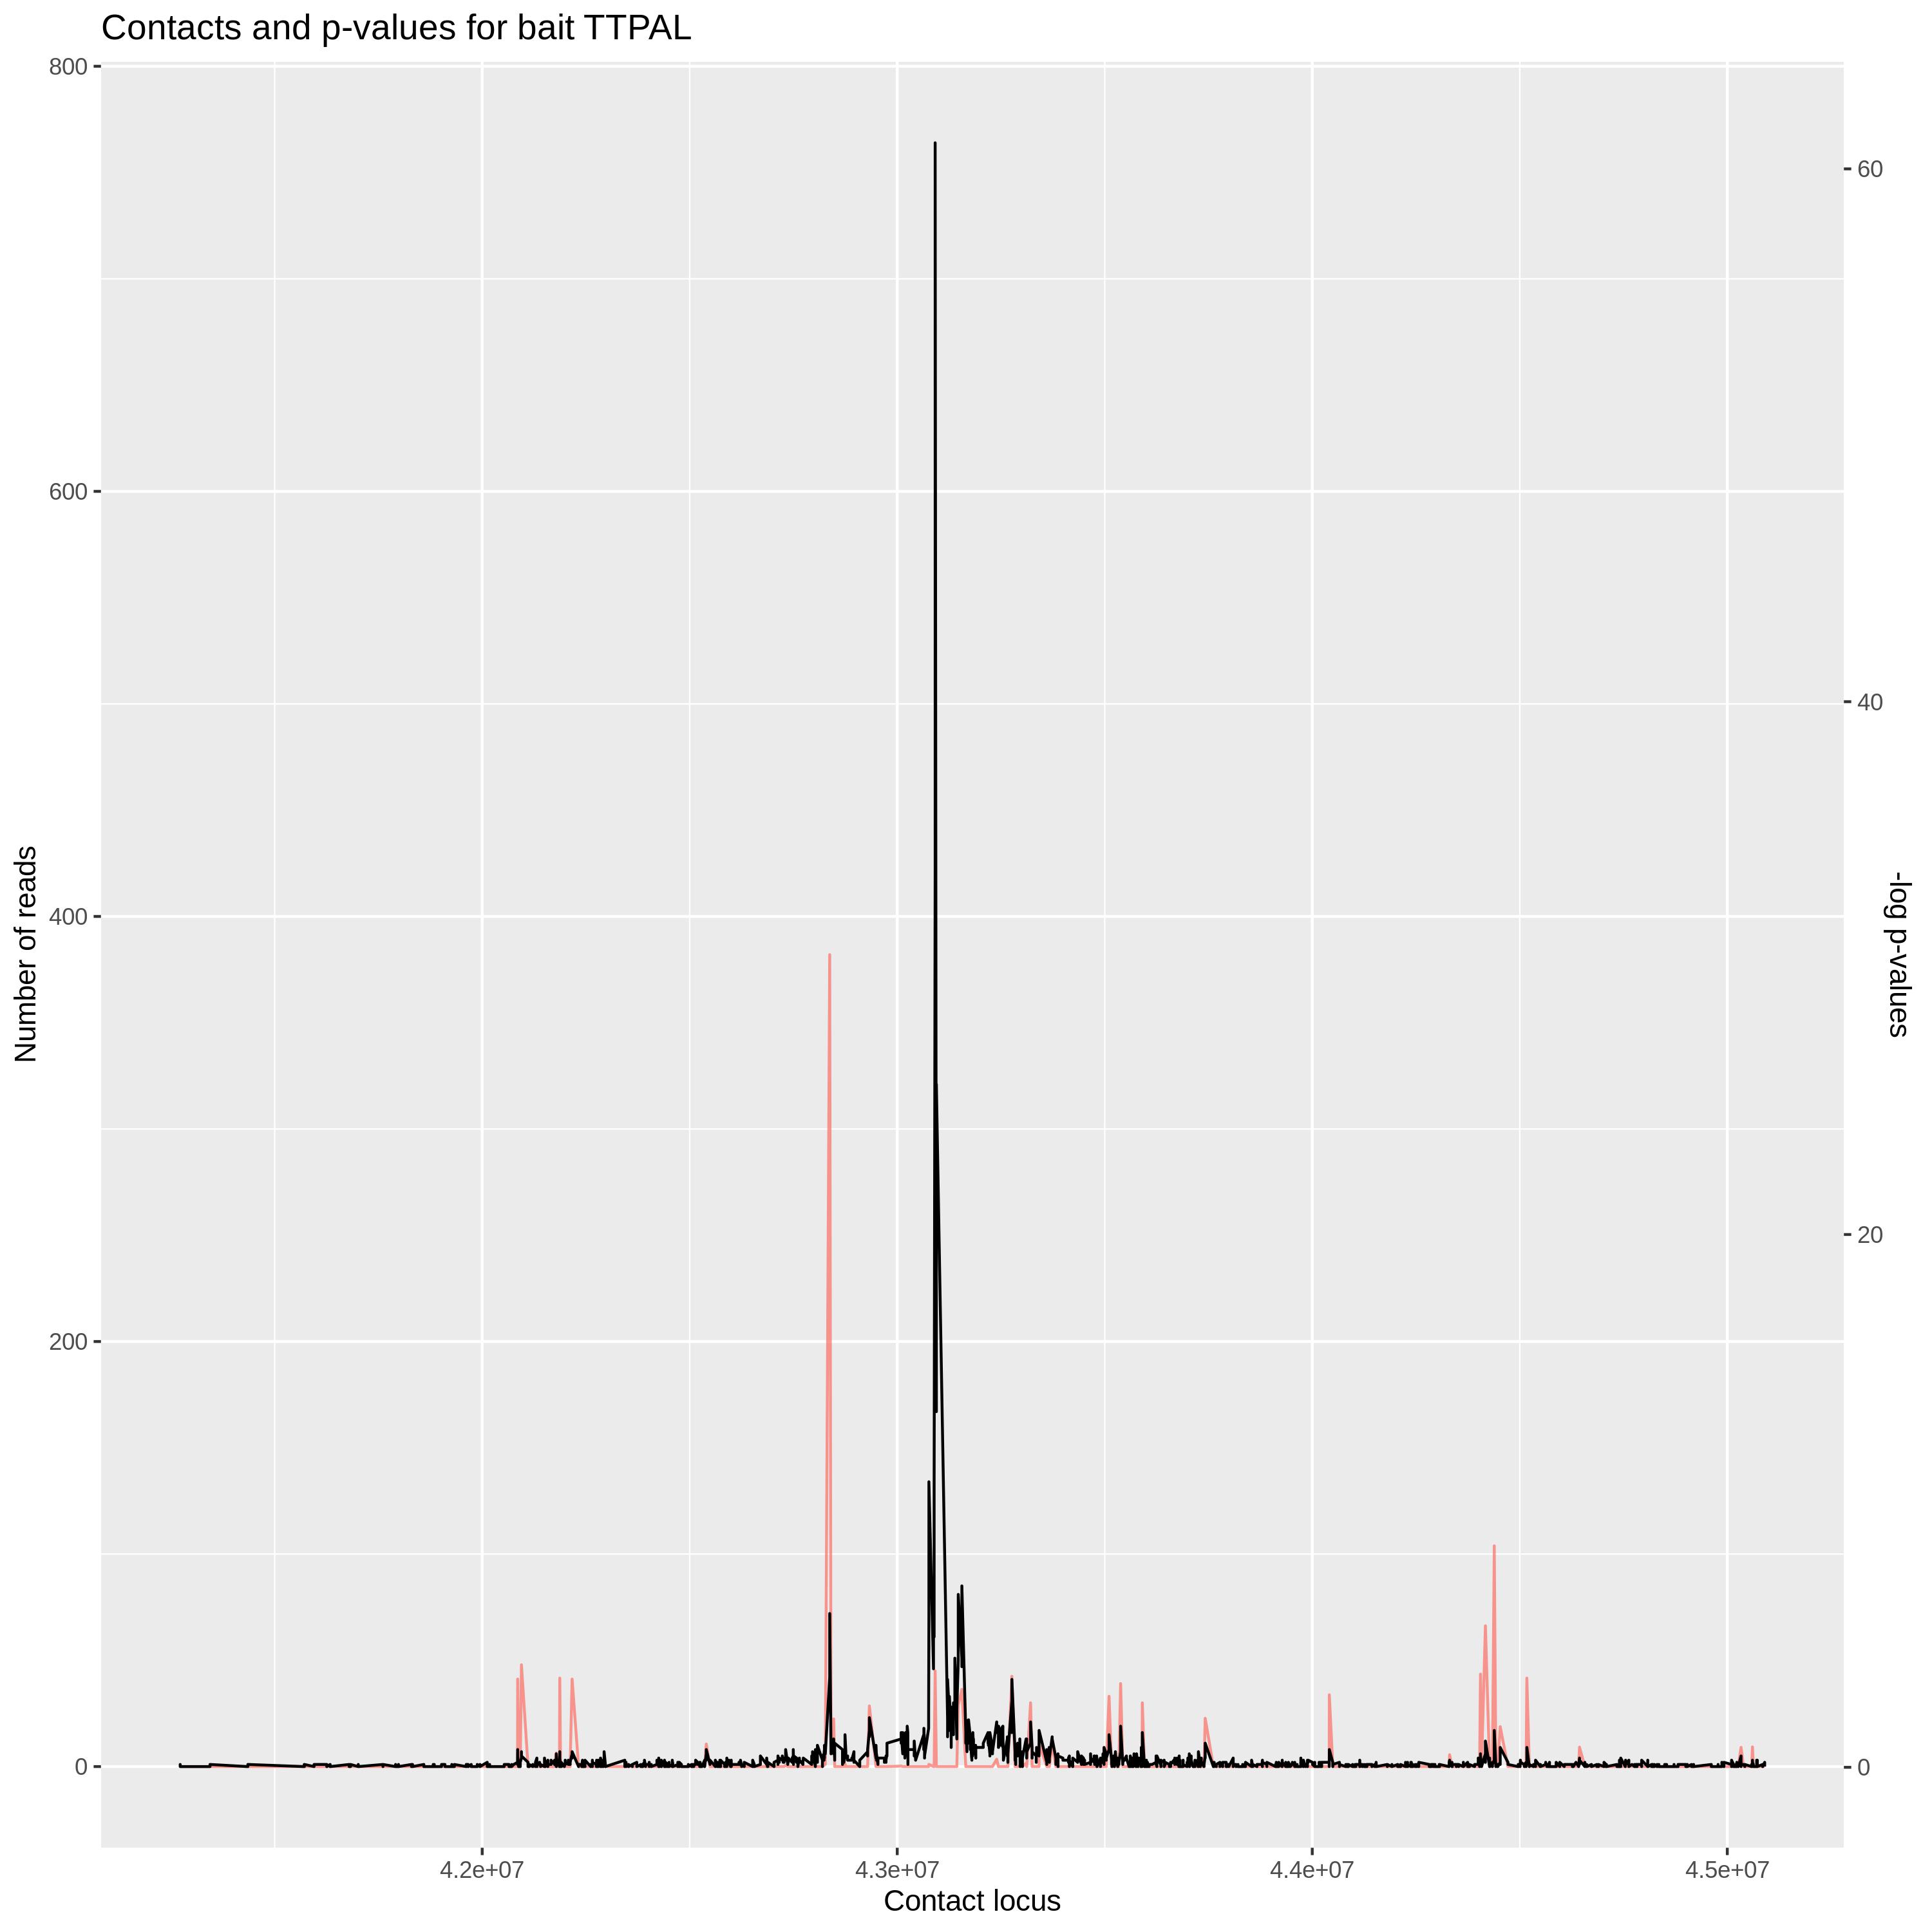 Contacts and p-values for bait TTPAL
800
600
400
200
0
Number of reads
60
40
20
0
-log p-values
4.2e+07
4.3e+07
4.4e+07
4.5e+07
Contact locus